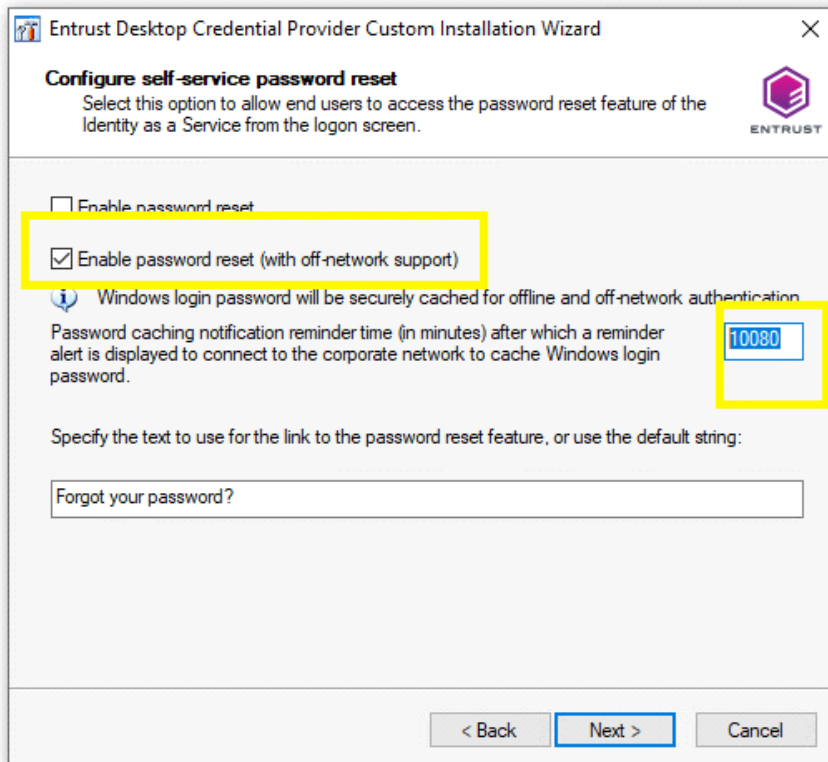 Entrust Desktop Credential Provider Custom Installation Wizard
Configure self-service password reset
Select this option to allow end users to access the password reset feature of the
Identity as a Service from the logon screen.
ENTRUST
Enable password reset
Enable password reset (with off-network support)
Windows login password will be securely cached for offline and off-network authentication
Password caching notification reminder time (in minutes) after which a reminder
alert is displayed to connect to the corporate network to cache Windows login
password.
10080
Specify the text to use for the link to the password reset feature, or use the default string:
Forgot your password?
< Back
Next >
Cancel